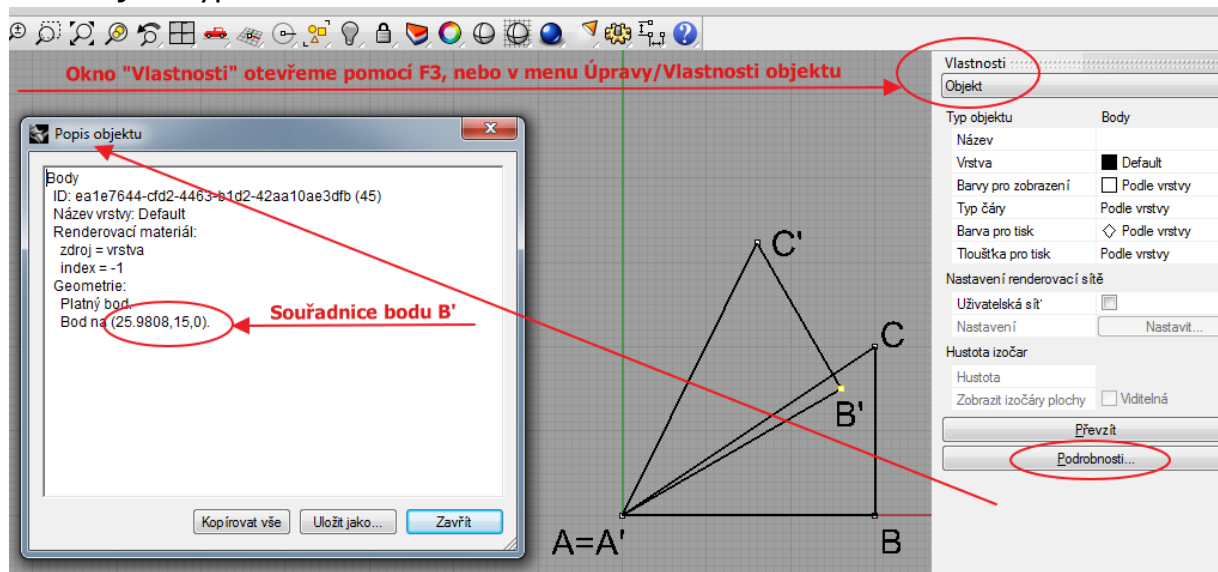 Okno "Vlastnosti" otevřeme pomocí F3, nebo v menu Úpravy/Vlastnosti objektu
Popis objektu
Body
ID: ea1e7644-cfd2-4463-b1d2-42aa10ae3dfb (45)
Název vrstvy: Default
Renderovací materiál:
zdroj = vrstva
index = -1
Geometrie:
Platný bod.
Bod na (25.9808,15,0).
Souřadnice bodu B'
Kopírovat vše
Uložit jako...
Zavřít
C'
C
B'
A=A'
B
Vlastnosti
Objekt
Typ objektu Body
Název
Vrstva Default
Barvy pro zobrazení Podle vrstvy
Typ čáry Podle vrstvy
Barva pro tisk Podle vrstvy
Tloušťka pro tisk Podle vrstvy
Nastavení renderovací sítě
Uživatelská síť
Nastavení Nastavit...
Hustota izočar
Hustota
Zobrazit izočáry plochy Viditelná
Převzít
Podrobnosti...